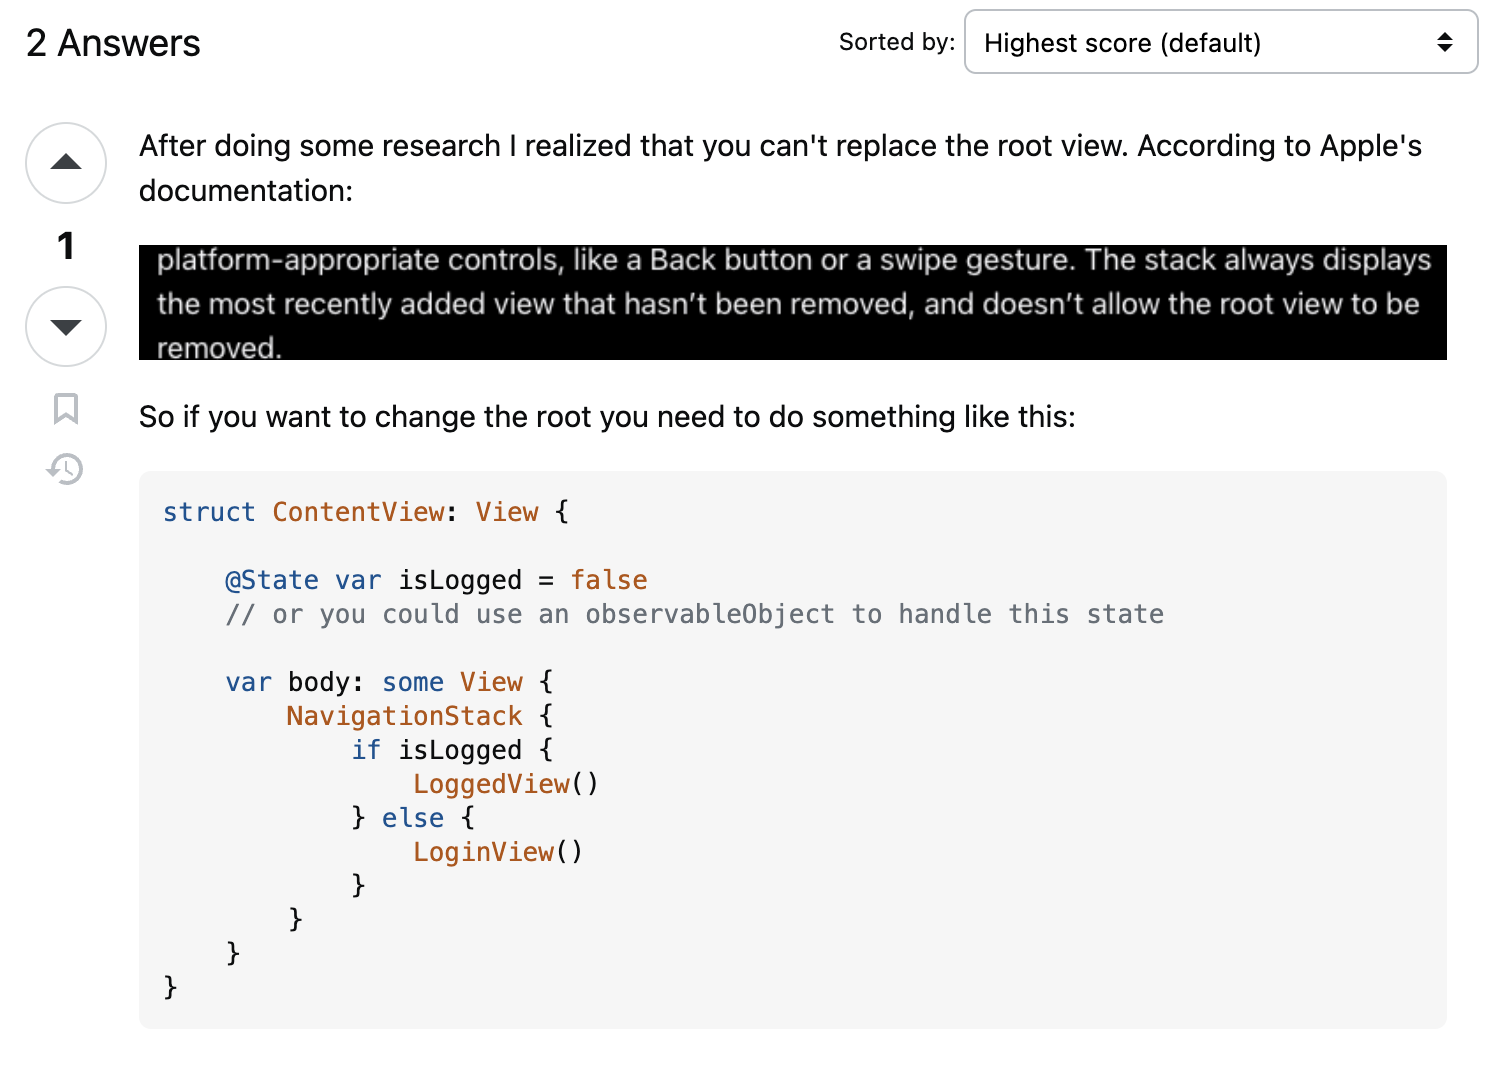 2 Answers
Sorted by:
Highest score (default)
After doing some research I realized that you can't replace the root view. According to Apple's
documentation:
1
platform-appropriate controls, like a Back button or a swipe gesture. The stack always displays
the most recently added view that hasn’t been removed, and doesn’t allow the root view to be
removed.
So if you want to change the root you need to do something like this:
struct ContentView: View {
    @State var isLogged = false
    // or you could use an observableObject to handle this state
    var body: some View {
        NavigationStack {
            if isLogged {
                LoggedView()
            } else {
                LoginView()
            }
        }
    }
}